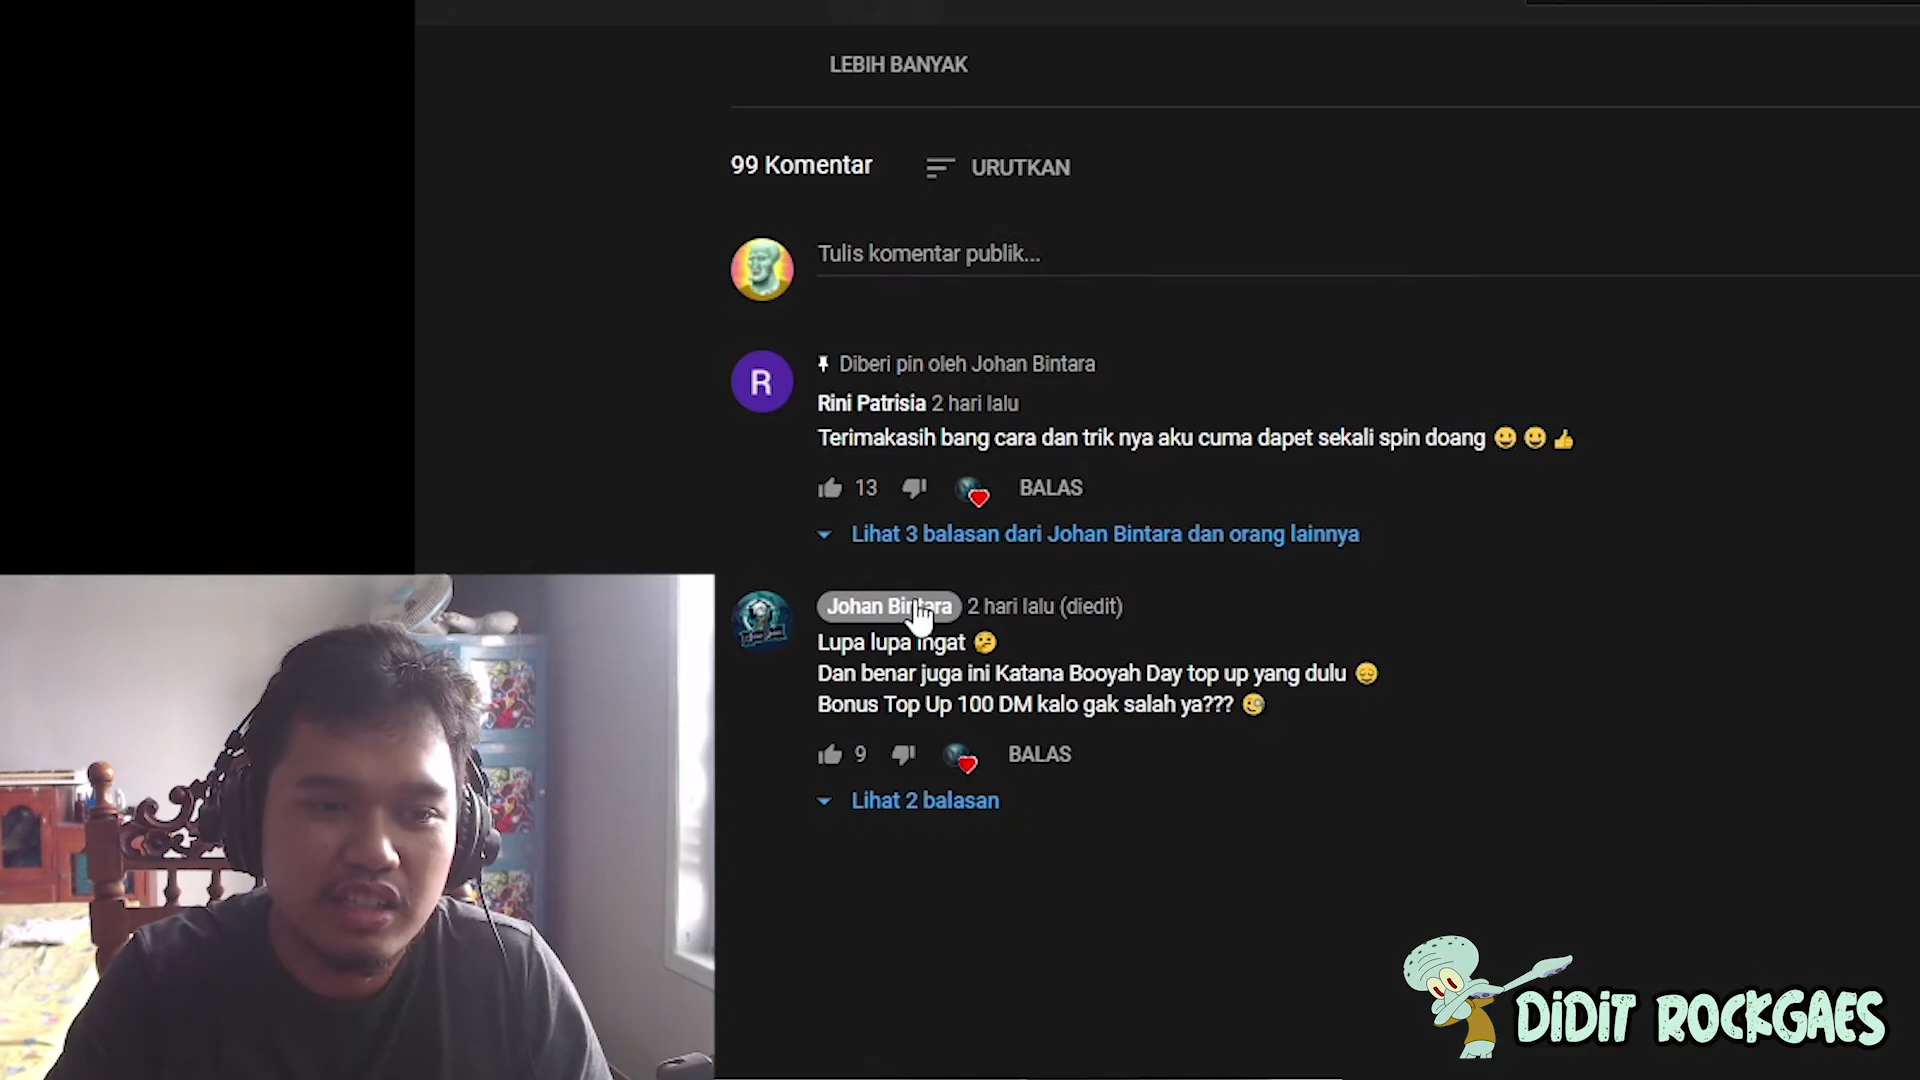 LEBIH BANYAK
99 Komentar
URUTKAN
Tulis komentar publik...
Diberi pin oleh Johan Bintara
R
Rini Patrisia 2 hari lalu
Terimakasih bang cara dan trik nya aku cuma dapet sekali spin doang 😀 😀 👍
13
BALAS
Lihat 3 balasan dari Johan Bintara dan orang lainnya
Johan Bintara 2 hari lalu (diedit)
Lupa lupa ingat 🤔
Dan benar juga ini Katana Booyah Day top up yang dulu 😌
Bonus Top Up 100 DM kalo gak salah ya??? 🧐
9
BALAS
Lihat 2 balasan
DIDIT ROCKGAES